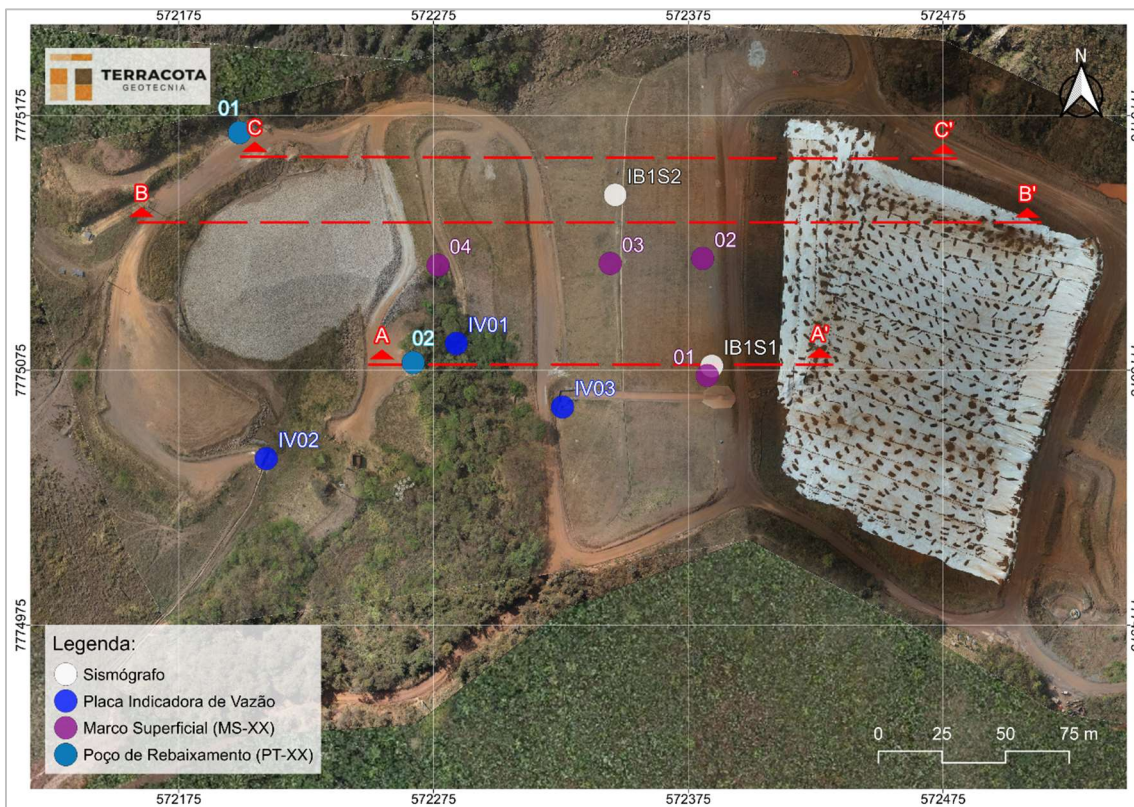 572175 572275 572375 572475
TERRACOTA
GEOTECNIA
N
7775175
01
C
C'
IB1S2
B
B'
04
03
02
IV01
A
02
IB1S1
A'
01
7775075
IV03
IV02
7774975
Legenda:
Sismógrafo
Placa Indicadora de Vazão
Marco Superficial (MS-XX)
Poço de Rebaixamento (PT-XX)
0 25 50 75 m
572175 572275 572375 572475